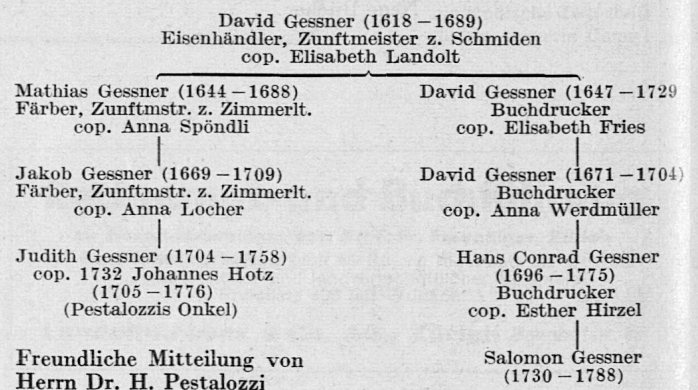 David Gessner (1618–1689)
Eisenhändler, Zunftmeister z. Schmiden
cop. Elisabeth Landolt
Mathias Gessner (1644–1688)
Färber, Zunftmstr. z. Zimmerlt.
cop. Anna Spöndli
Jakob Gessner (1669–1709)
Färber, Zunftmstr. z. Zimmerlt.
cop. Anna Locher
Judith Gessner (1704–1758)
cop. 1732 Johannes Hotz
(1705–1776)
(Pestalozzis Onkel)
David Gessner (1647–1729
Buchdrucker
cop. Elisabeth Fries
David Gessner (1671–1704)
Buchdrucker
cop. Anna Werdmüller
Hans Conrad Gessner
(1696–1775)
Buchdrucker
cop. Esther Hirzel
Salomon Gessner
(1730–1788)
Freundliche Mitteilung von
Herrn Dr. H. Pestalozzi